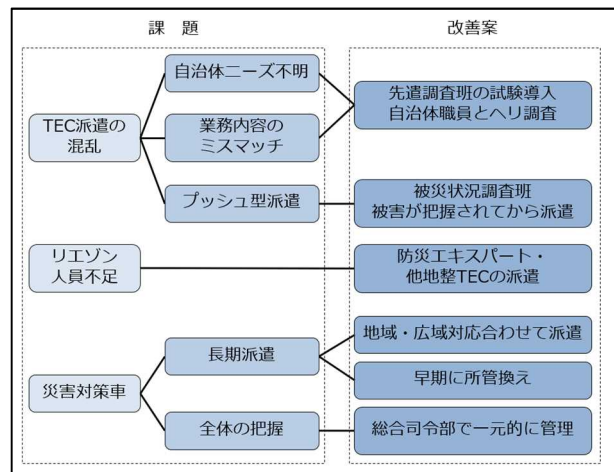 課　題
改善案
TEC派遣の
混乱
自治体ニーズ不明
業務内容の
ミスマッチ
プッシュ型派遣
先遣調査班の試験導入
自治体職員とヘリ調査
被災状況調査班
被害が把握されてから派遣
リエゾン
人員不足
防災エキスパート・
他地整TECの派遣
災害対策車
長期派遣
全体の把握
地域・広域対応合わせて派遣
早期に所管換え
総合司令部で一元的に管理